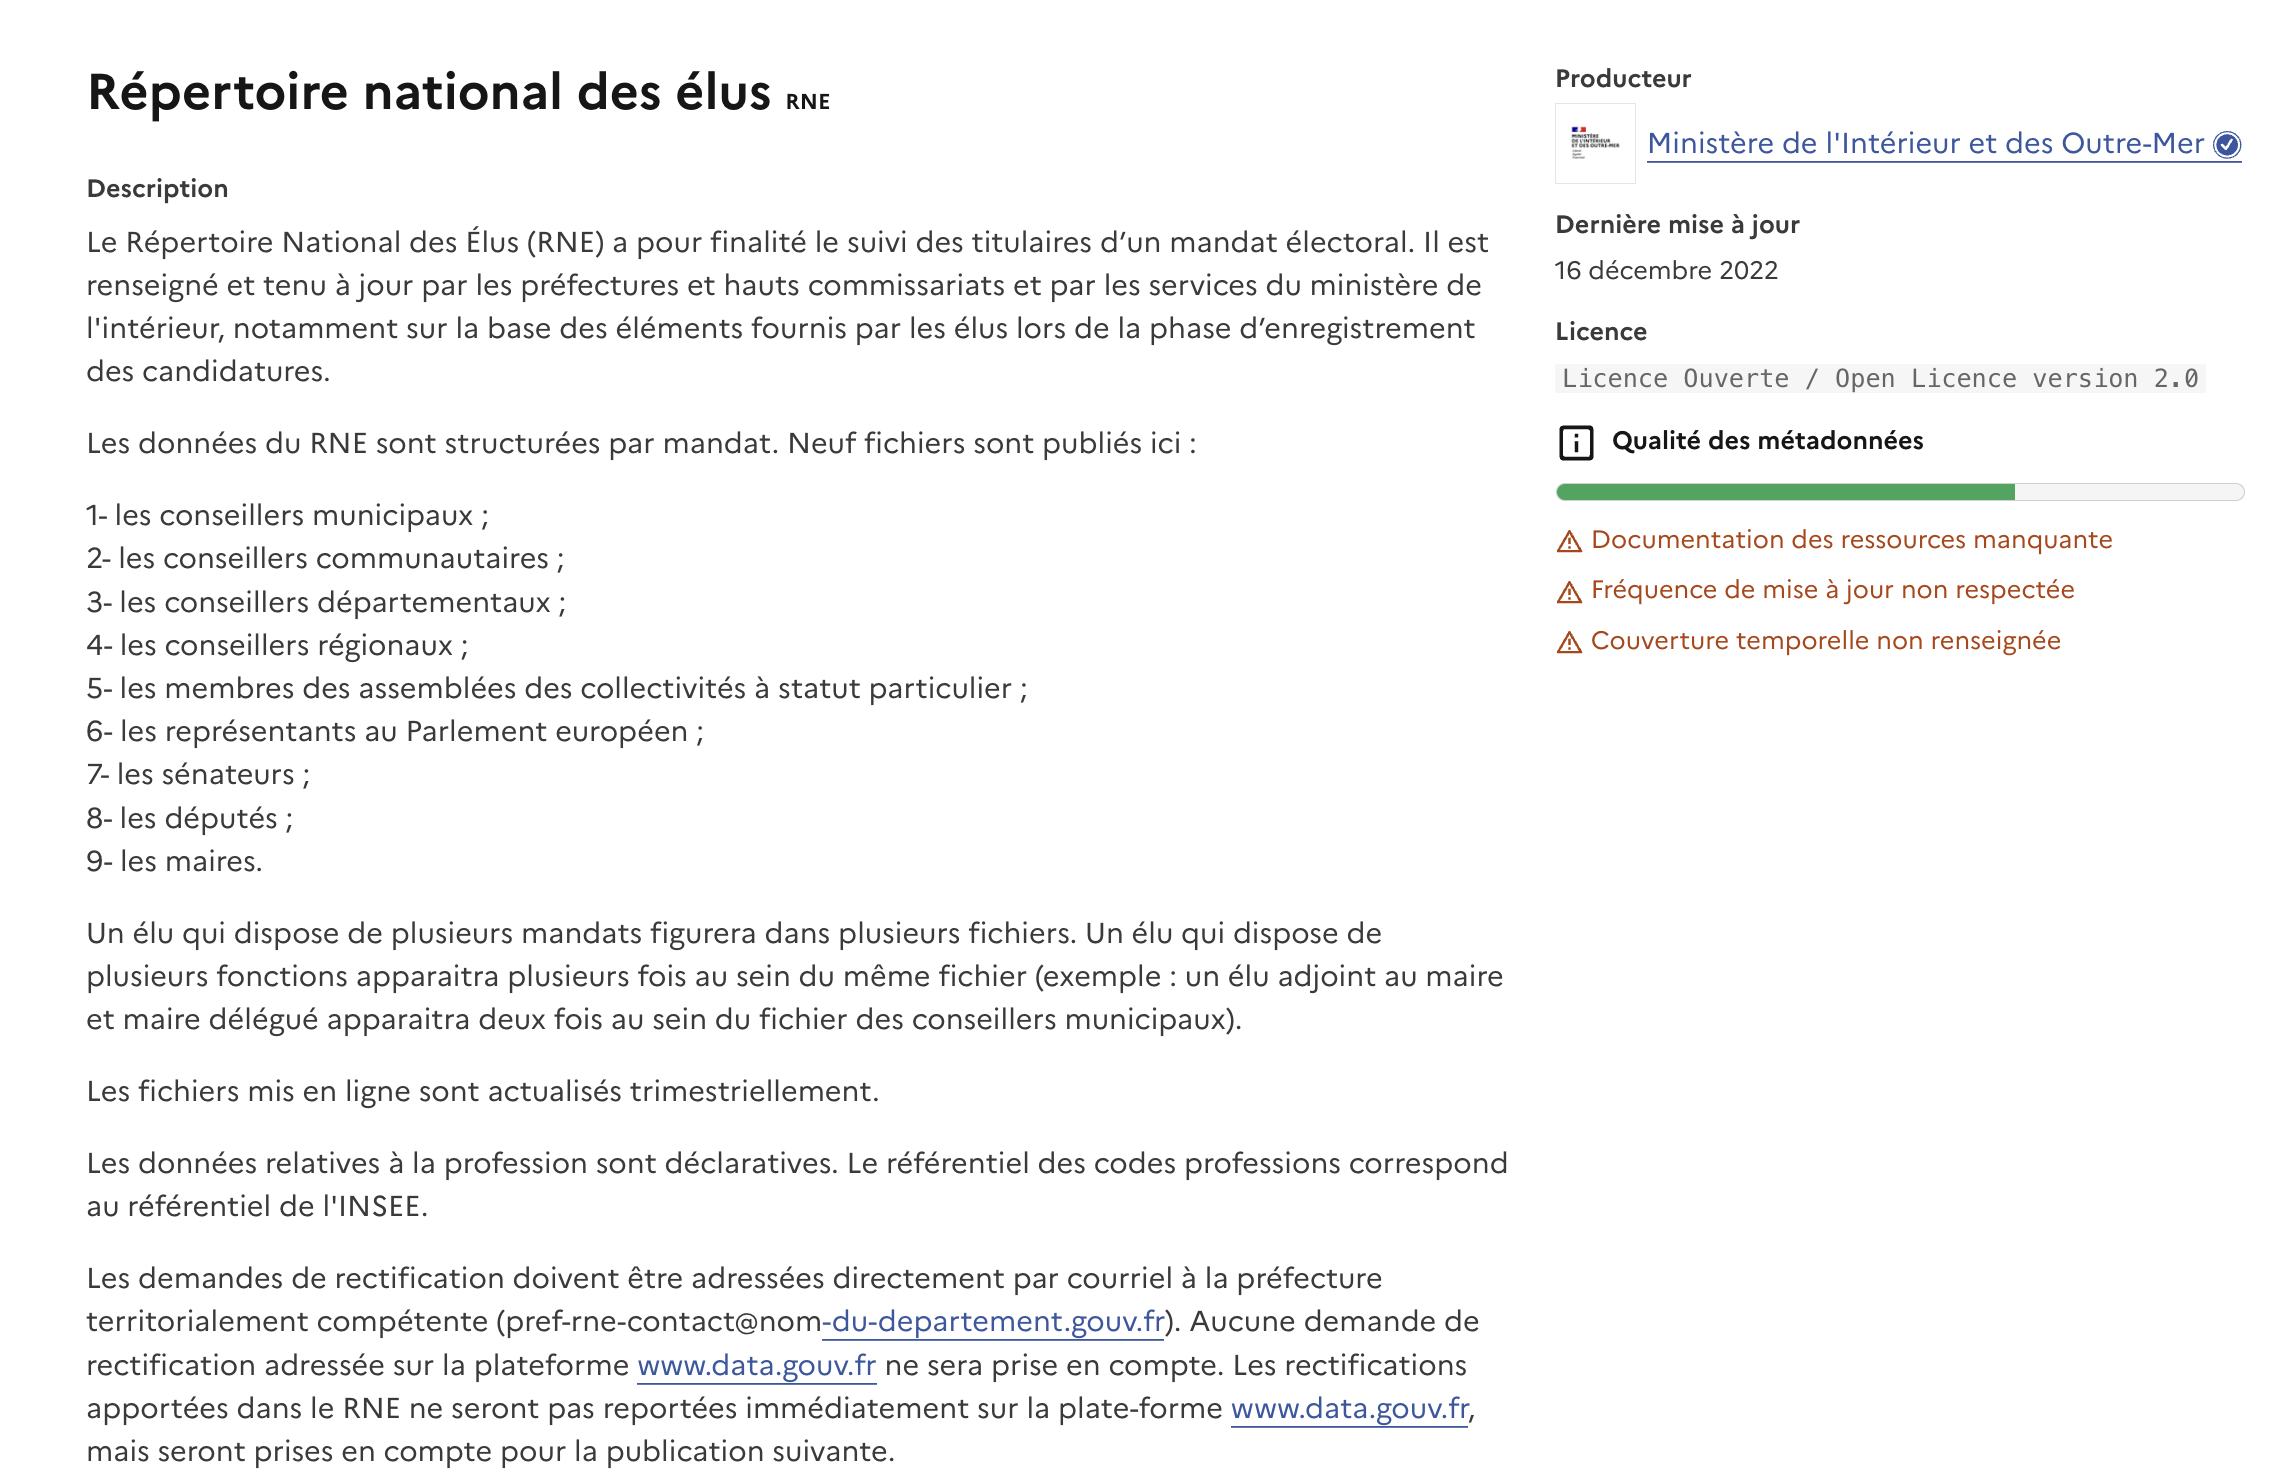 Répertoire national des élus RNE
Description
Le Répertoire National des Élus (RNE) a pour finalité le suivi des titulaires d’un mandat électoral. Il est
renseigné et tenu à jour par les préfectures et hauts commissariats et par les services du ministère de
l'intérieur, notamment sur la base des éléments fournis par les élus lors de la phase d’enregistrement
des candidatures.
Les données du RNE sont structurées par mandat. Neuf fichiers sont publiés ici :
1- les conseillers municipaux ;
2- les conseillers communautaires ;
3- les conseillers départementaux ;
4- les conseillers régionaux ;
5- les membres des assemblées des collectivités à statut particulier ;
6- les représentants au Parlement européen ;
7- les sénateurs ;
8- les députés ;
9- les maires.
Un élu qui dispose de plusieurs mandats figurera dans plusieurs fichiers. Un élu qui dispose de
plusieurs fonctions apparaitra plusieurs fois au sein du même fichier (exemple : un élu adjoint au maire
et maire délégué apparaitra deux fois au sein du fichier des conseillers municipaux).
Les fichiers mis en ligne sont actualisés trimestriellement.
Les données relatives à la profession sont déclaratives. Le référentiel des codes professions correspond
au référentiel de l'INSEE.
Les demandes de rectification doivent être adressées directement par courriel à la préfecture
territorialement compétente (pref-rne-contact@nom-du-departement.gouv.fr). Aucune demande de
rectification adressée sur la plateforme www.data.gouv.fr ne sera prise en compte. Les rectifications
apportées dans le RNE ne seront pas reportées immédiatement sur la plate-forme www.data.gouv.fr,
mais seront prises en compte pour la publication suivante.
Producteur
MINISTÈRE
DE L'INTÉRIEUR
ET DES OUTRE-MER
Ministère de l'Intérieur et des Outre-Mer
Dernière mise à jour
16 décembre 2022
Licence
Licence Ouverte / Open Licence version 2.0
Qualité des métadonnées
Documentation des ressources manquante
Fréquence de mise à jour non respectée
Couverture temporelle non renseignée